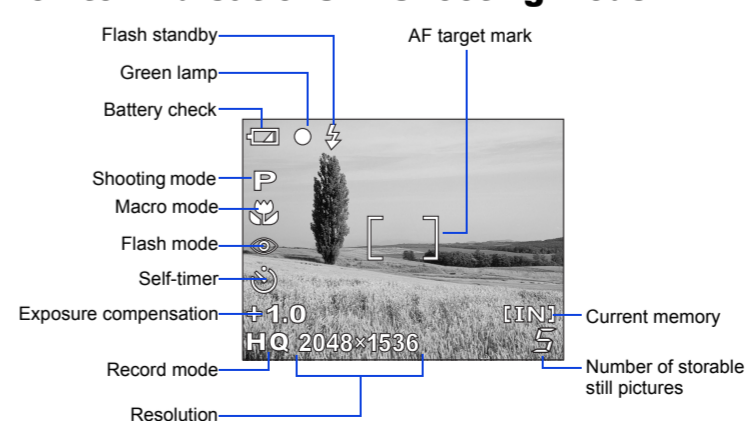 Flash standby
AF target mark
Green lamp
Battery check
Shooting mode
P
Macro mode
Flash mode
Self-timer
Exposure compensation
+1.0
[IN]
Current memory
HQ 2048×1536
5
Record mode
Number of storable
still pictures
Resolution